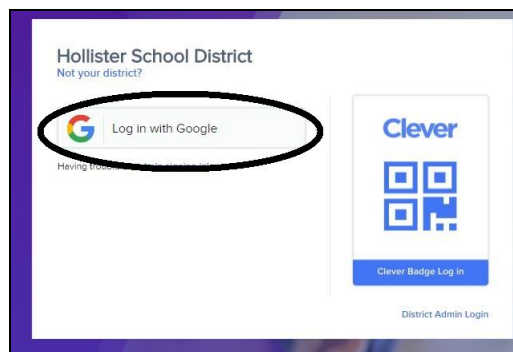 Hollister School District
Not your district?
Log in with Google
Having
Clever
Clever Badge Log in
District Admin Login